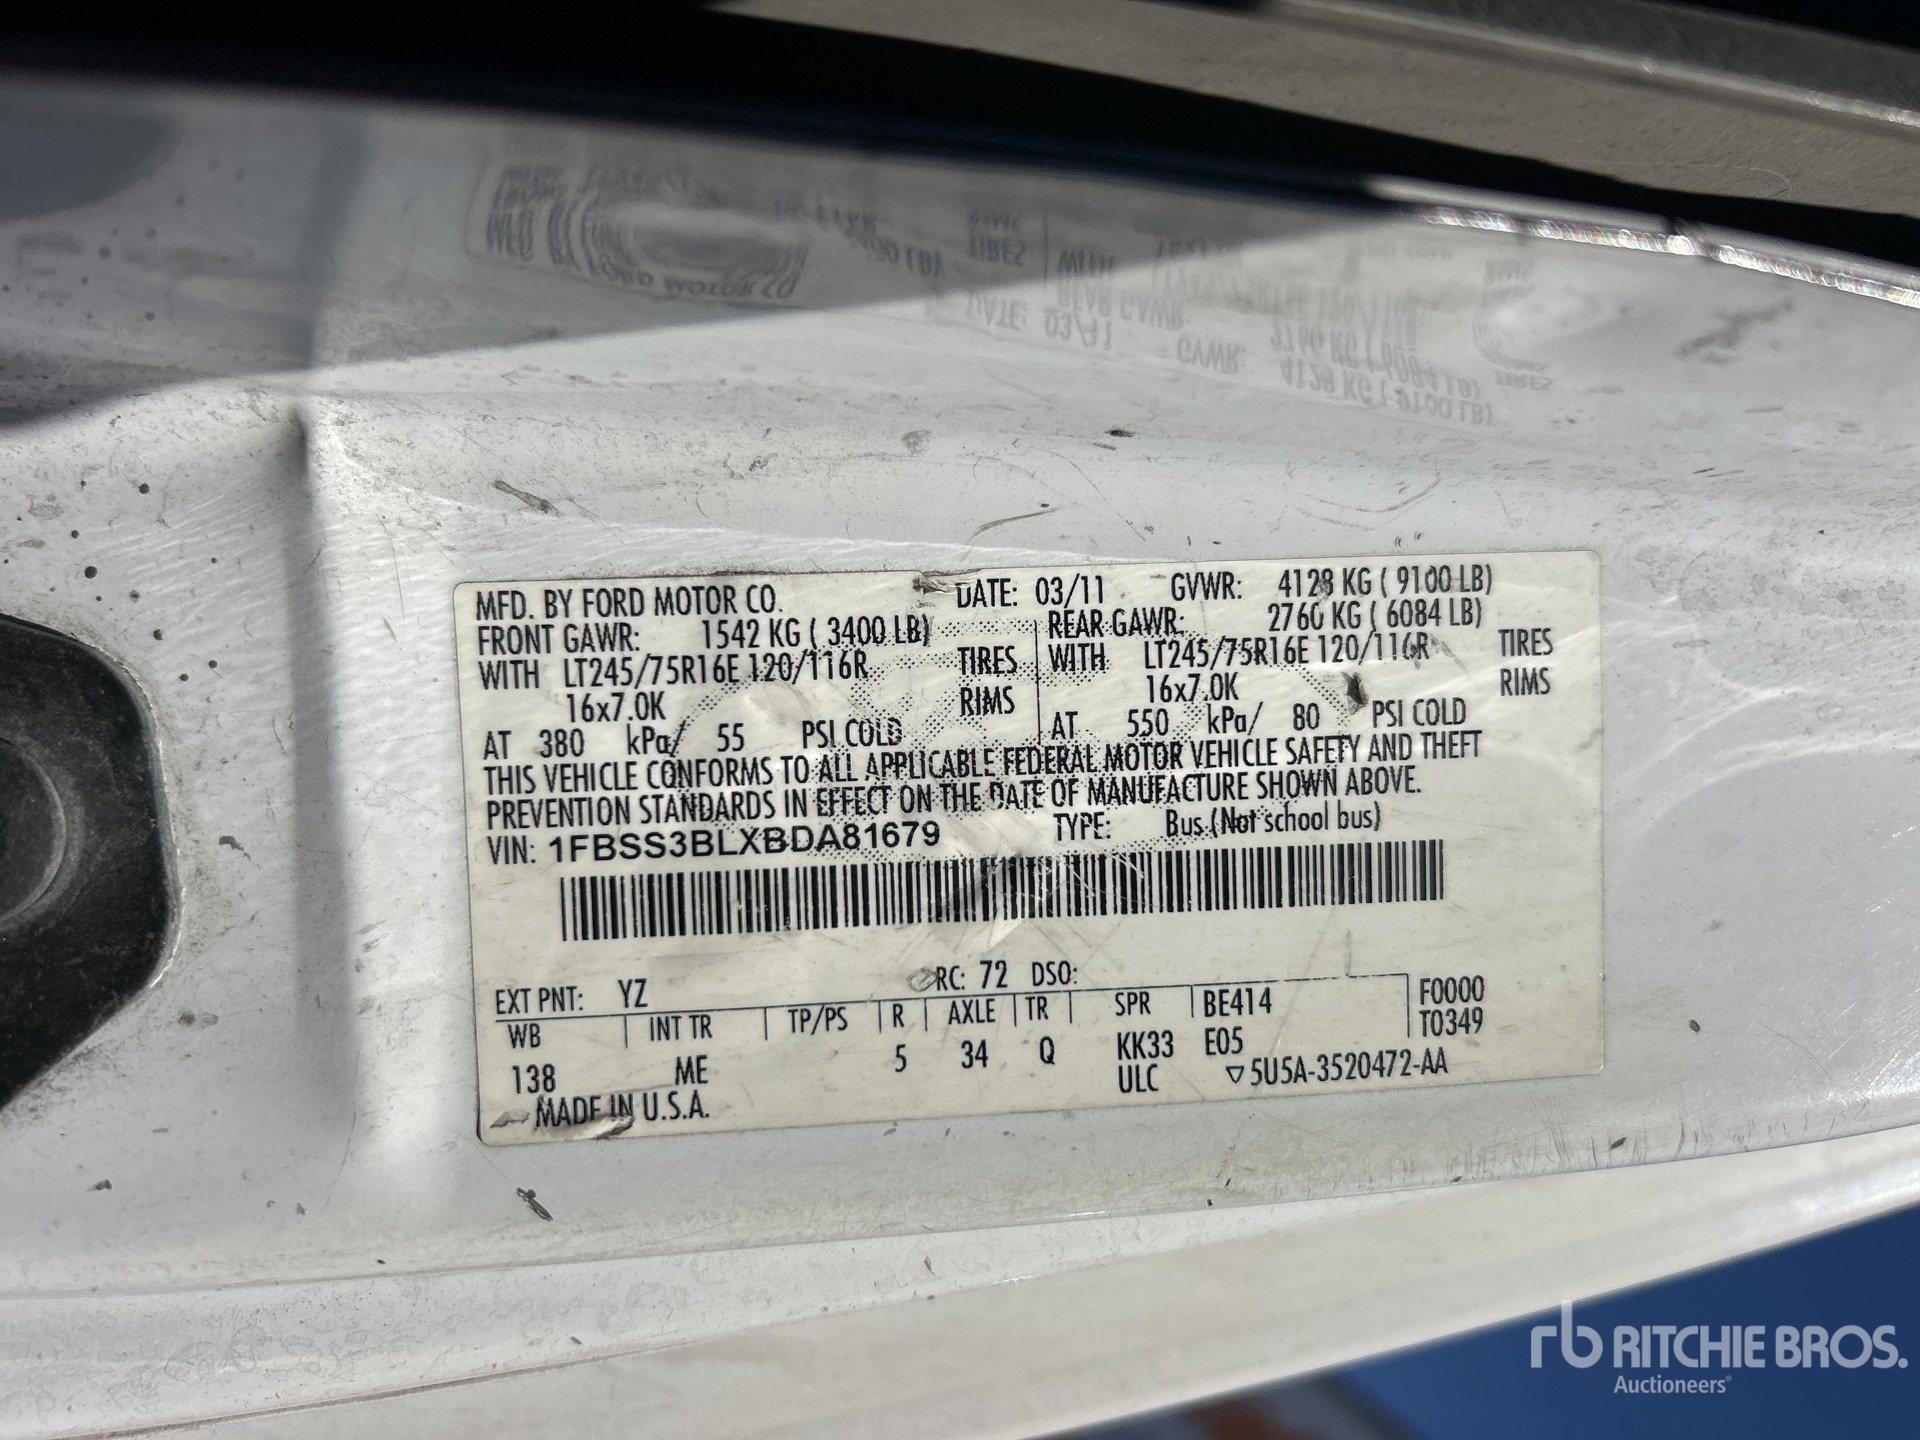 MFD. BY FORD MOTOR CO.
DATE: 03/11 GVWR: 4128 KG ( 9100 LB)
FRONT GAWR: 1542 KG ( 3400 LB) REAR GAWR: 2760 KG ( 6084 LB)
WITH LT245/75R16E 120/116R TIRES WITH LT245/75R16E 120/116R TIRES
16x7.0K RIMS 16x7.0K RIMS
AT 380 kPa/ 55 PSI COLD AT 550 kPa/ 80 PSI COLD
THIS VEHICLE CONFORMS TO ALL APPLICABLE FEDERAL MOTOR VEHICLE SAFETY AND THEFT
PREVENTION STANDARDS IN EFFECT ON THE DATE OF MANUFACTURE SHOWN ABOVE.
VIN: 1FBSS3BLXBDA81679 TYPE: Bus (Not school bus)
EXT PNT: YZ RC: 72 DSO:
WB INT TR TP/PS R AXLE TR SPR BE414 F0000
T0349
138 ME 5 34 Q KK33 E05
ULC ▽5U5A-3520472-AA
MADE IN U.S.A.
rb RITCHIE BROS.
Auctioneers®